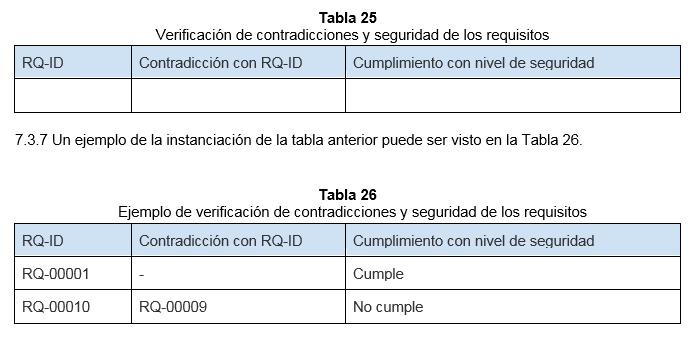 Tabla 25
Verificación de contradicciones y seguridad de los requisitos
RQ-ID Contradicción con RQ-ID Cumplimiento con nivel de seguridad
7.3.7 Un ejemplo de la instanciación de la tabla anterior puede ser visto en la Tabla 26.
Tabla 26
Ejemplo de verificación de contradicciones y seguridad de los requisitos
RQ-ID Contradicción con RQ-ID Cumplimiento con nivel de seguridad
RQ-00001 - Cumple
RQ-00010 RQ-00009 No cumple